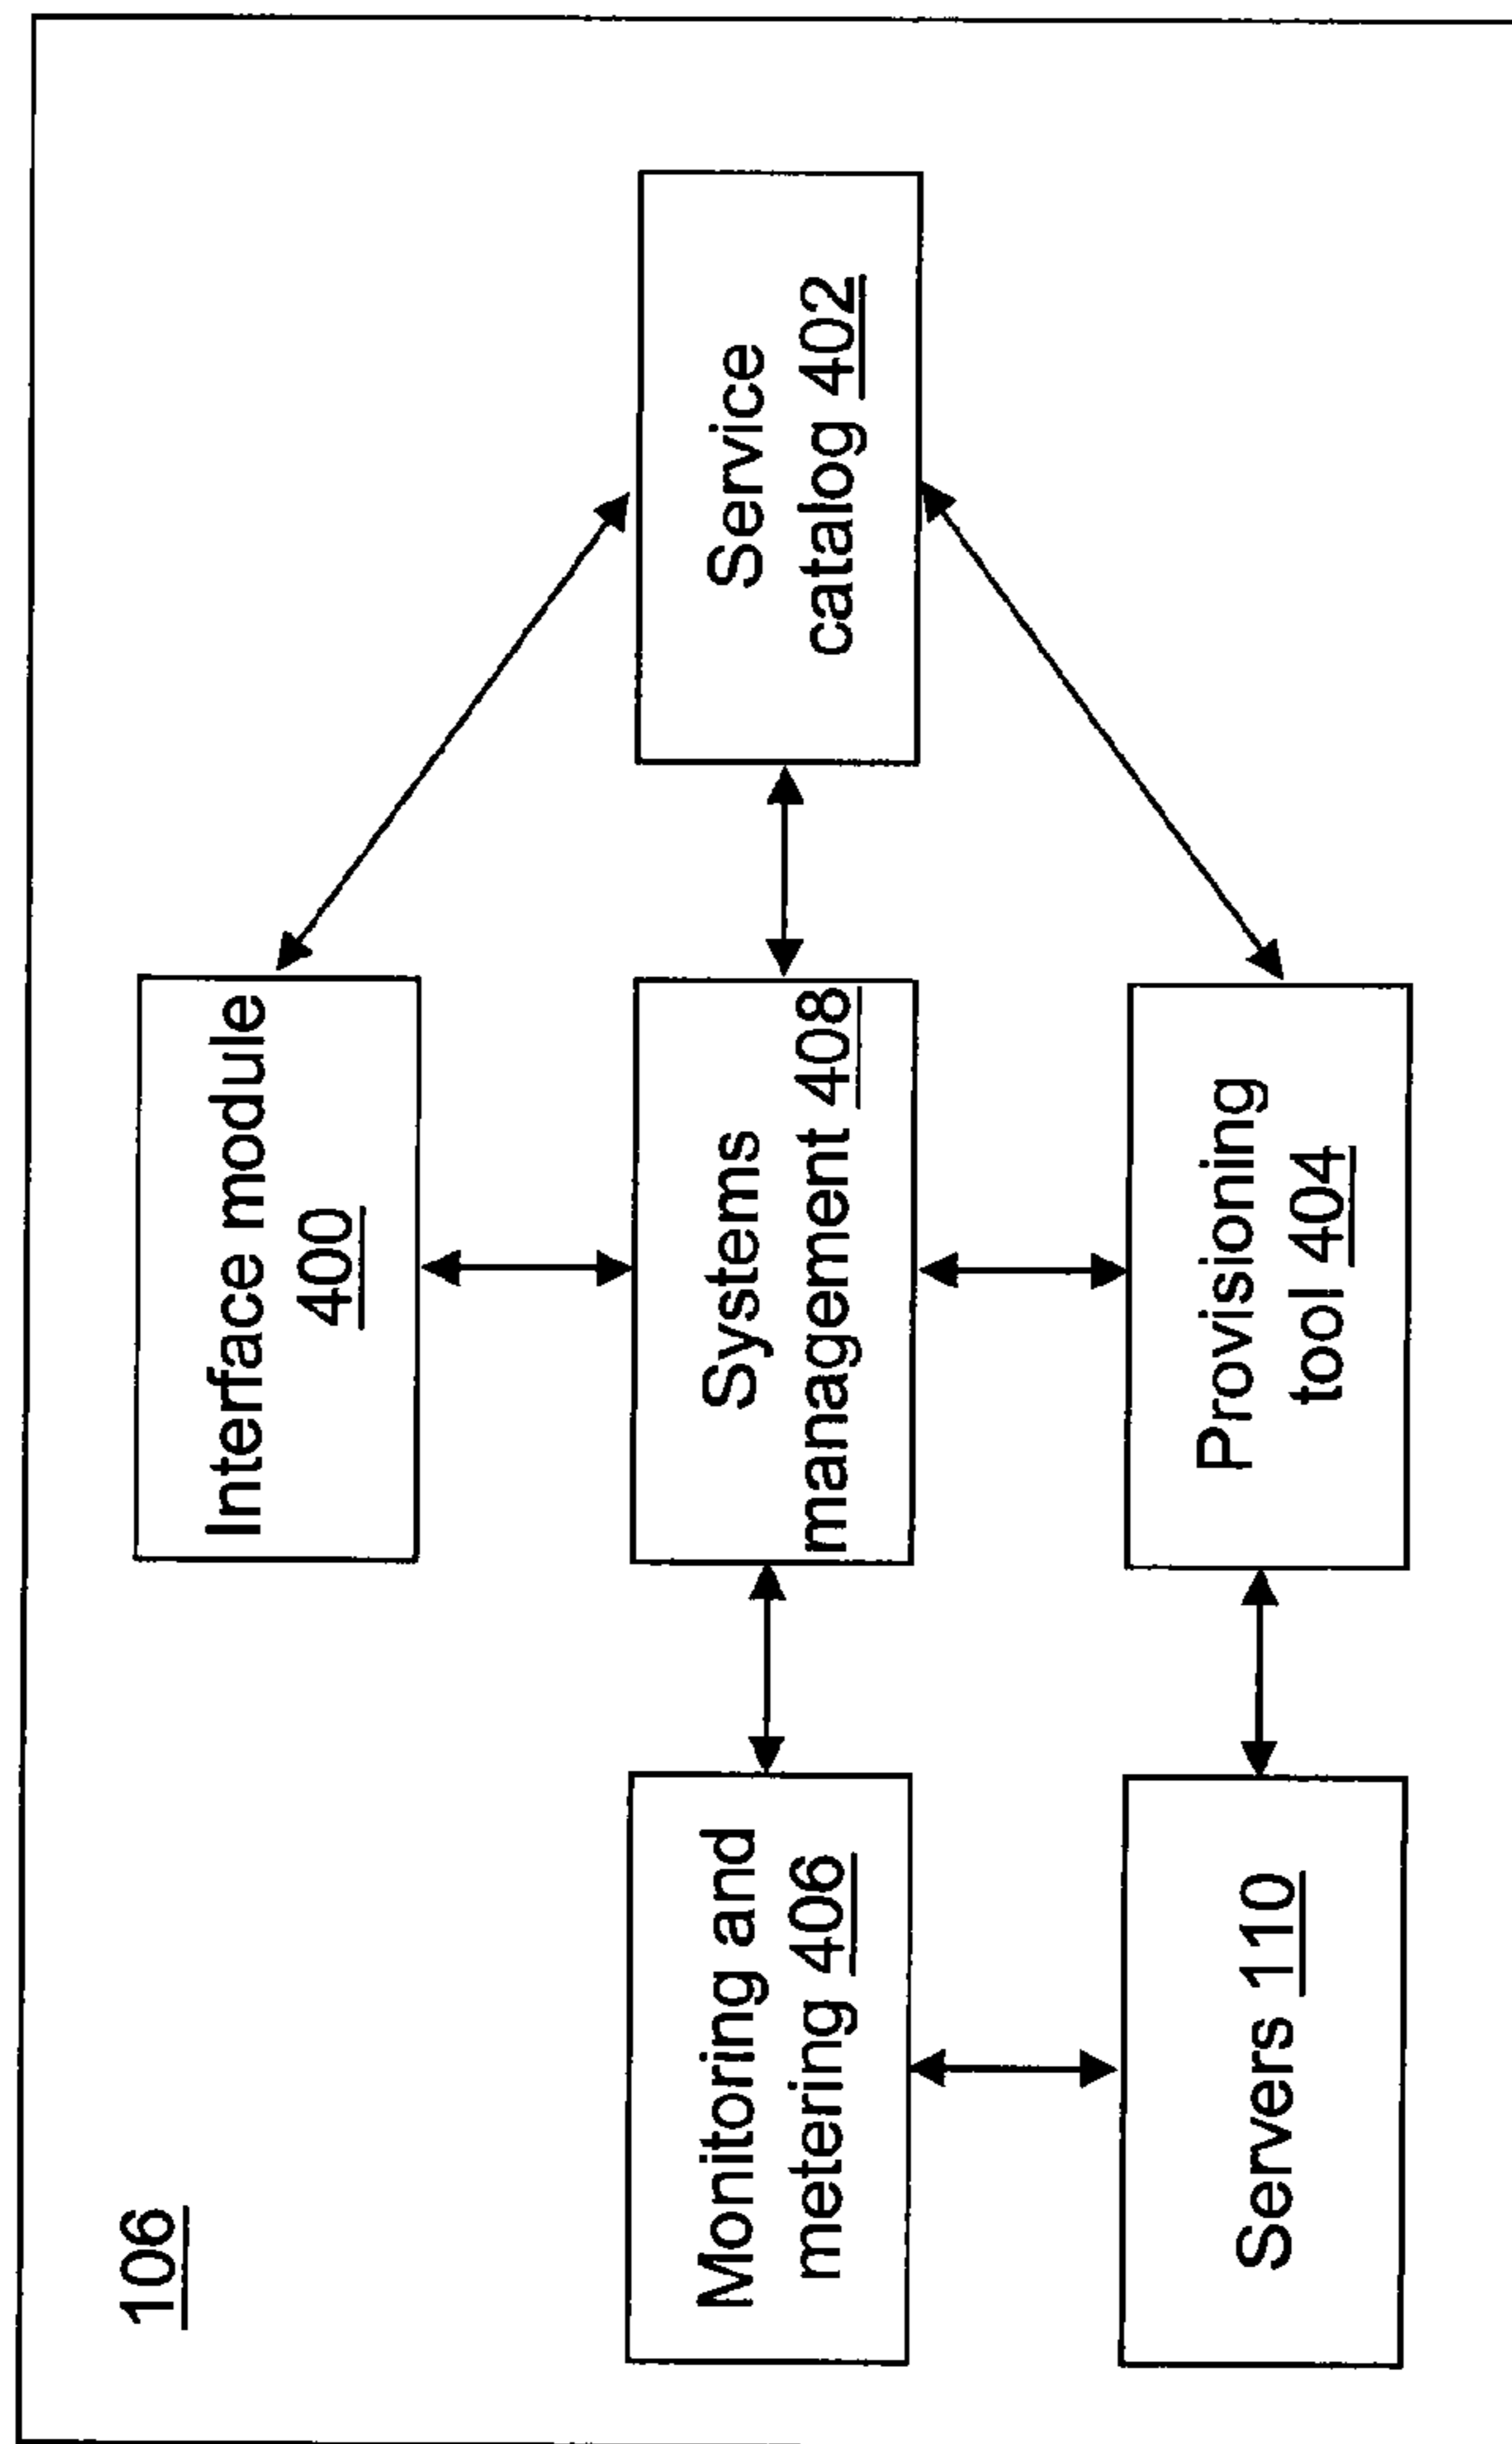 106
Interface module
400
Monitoring and
metering 406
Systems
management 408
Service
catalog 402
Servers 110
Provisioning
tool 404